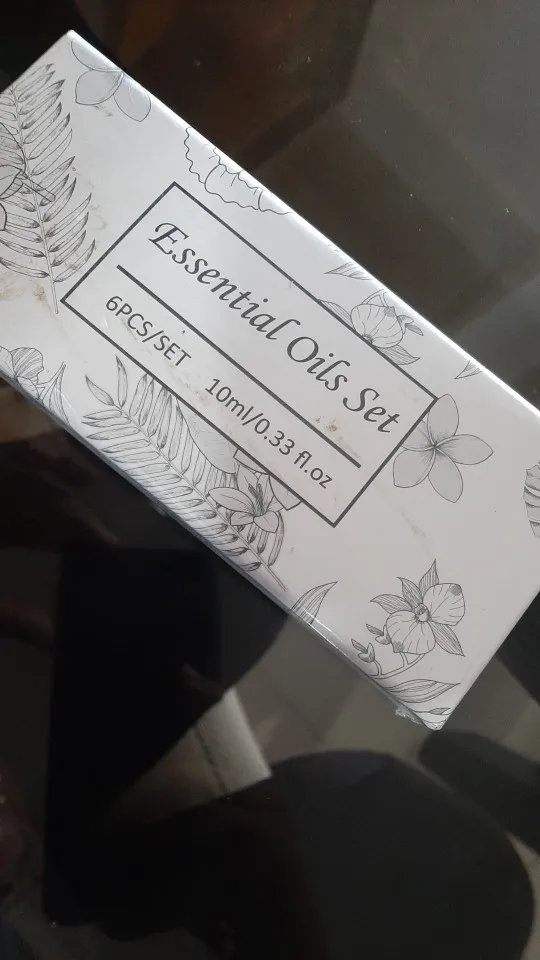 Essential Oils Set
6PCS/SET 10ml/0.33 fl.oz